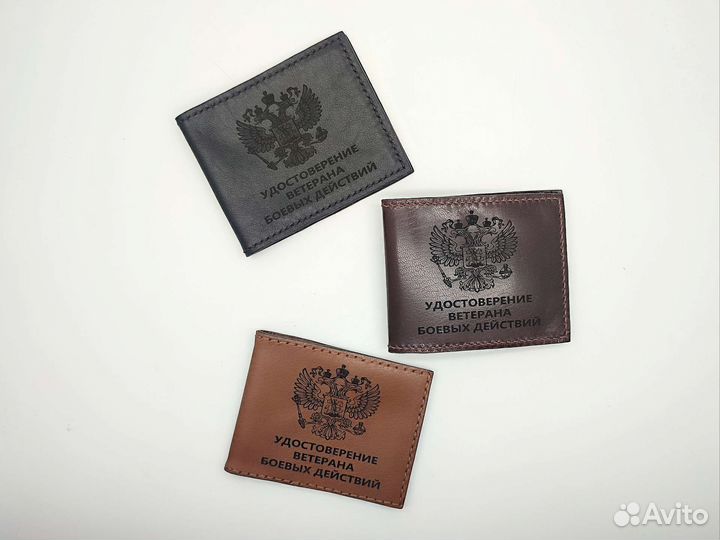 УДОСТОВЕРЕНИЕ
ВЕТЕРАНА
БОЕВЫХ ДЕЙСТВИЙ
УДОСТОВЕРЕНИЕ
ВЕТЕРАНА
БОЕВЫХ ДЕЙСТВИЙ
УДОСТОВЕРЕНИЕ
ВЕТЕРАНА
БОЕВЫХ ДЕЙСТВИЙ
Avito